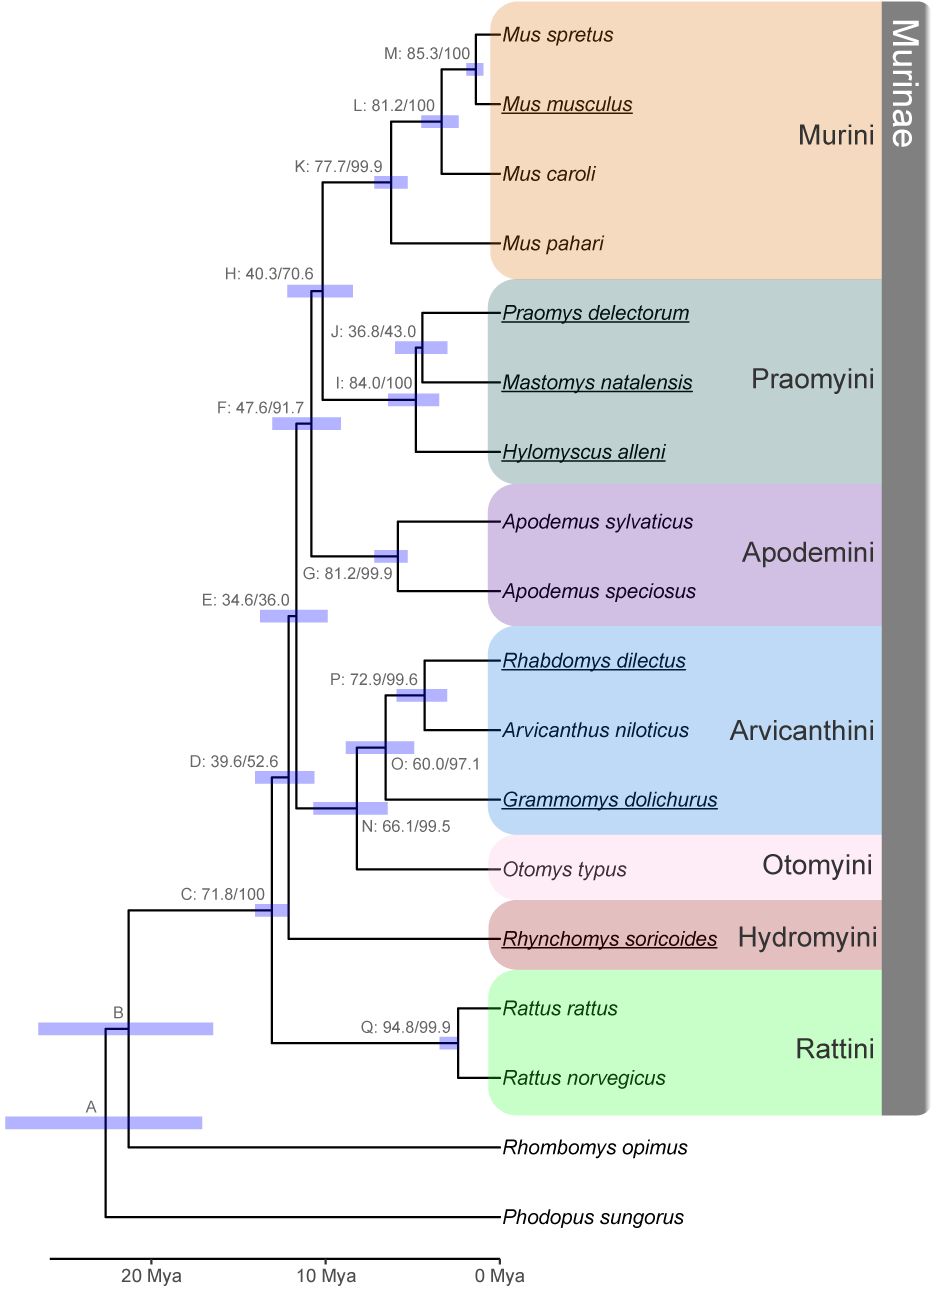 Mus spretus
M: 85.3/100
Mus musculus
L: 81.2/100
Murini
Murinae
K: 77.7/99.9
Mus caroli
Mus pahari
H: 40.3/70.6
Praomys delectorum
J: 36.8/43.0
I: 84.0/100
Mastomys natalensis
Praomyini
F: 47.6/91.7
Hylomyscus alleni
Apodemus sylvaticus
Apodemini
G: 81.2/99.9
Apodemus speciosus
E: 34.6/36.0
Rhabdomys dilectus
P: 72.9/99.6
Arvicanthus niloticus
Arvicanthini
D: 39.6/52.6
O: 60.0/97.1
Grammomys dolichurus
N: 66.1/99.5
Otomys typus
Otomyini
C: 71.8/100
Rhynchomys soricoides
Hydromyini
Rattus rattus
B
Q: 94.8/99.9
Rattini
Rattus norvegicus
A
Rhombomys opimus
Phodopus sungorus
20 Mya
10 Mya
0 Mya